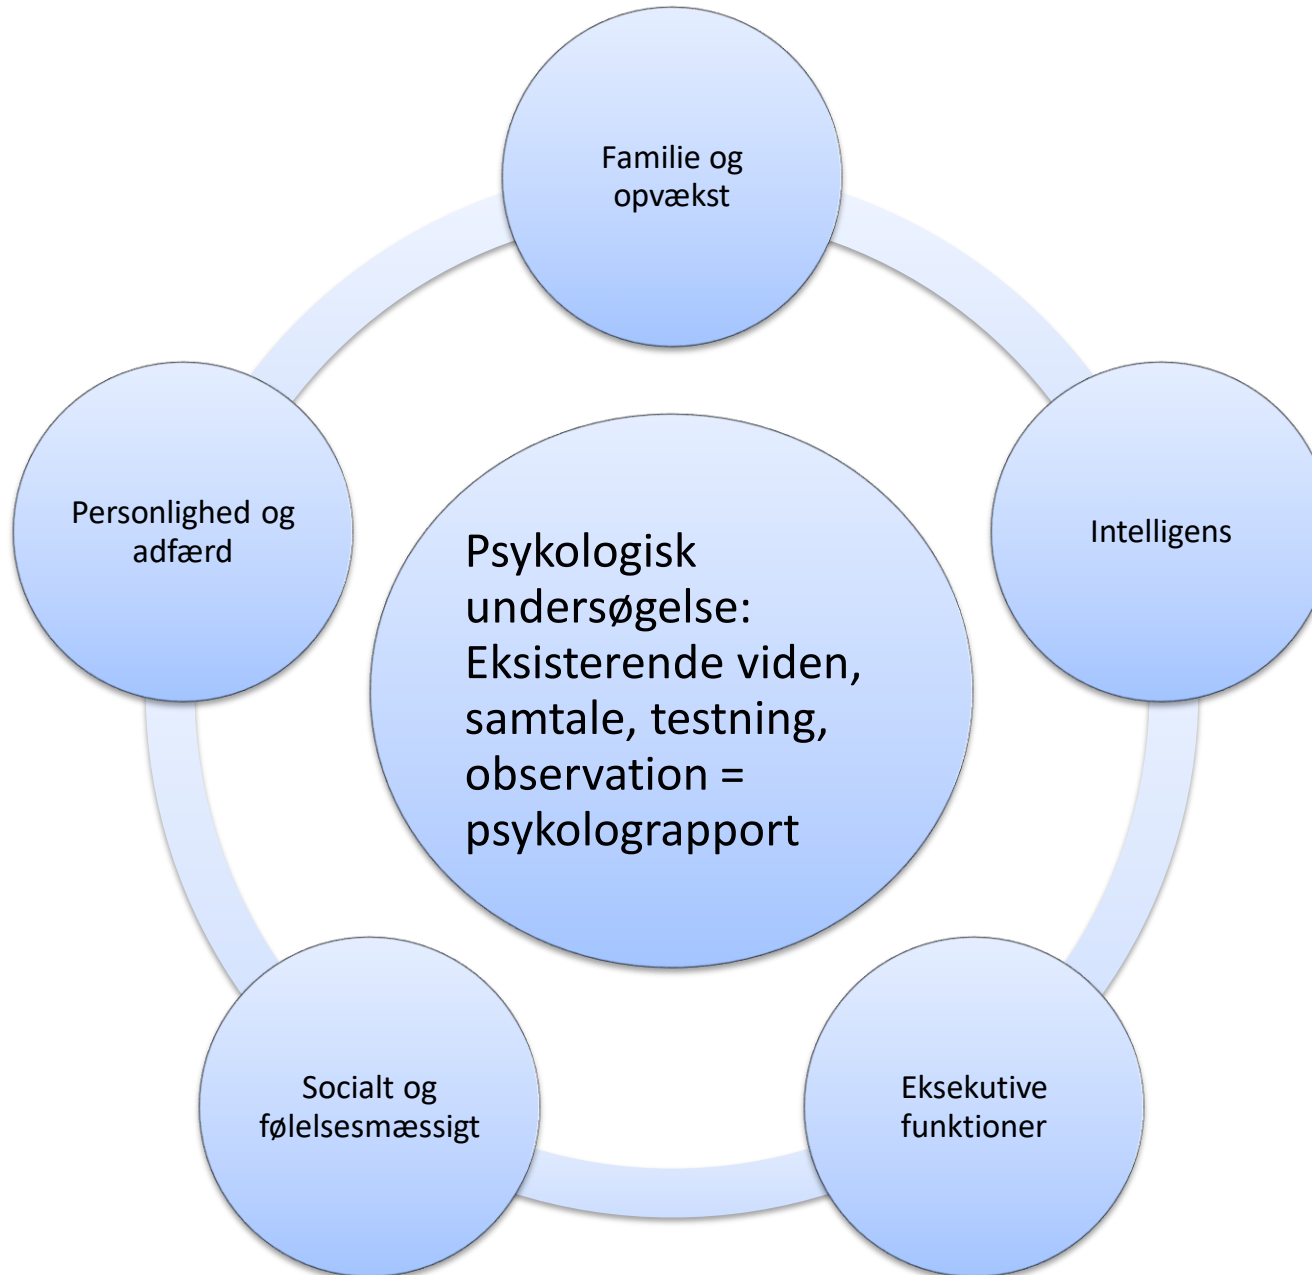 Familie og
opvækst
Intelligens
Personlighed og
adfærd
Psykologisk
undersøgelse:
Eksisterende viden,
samtale, testning,
observation =
psykolograpport
Socialt og
følelsesmæssigt
Eksekutive
funktioner